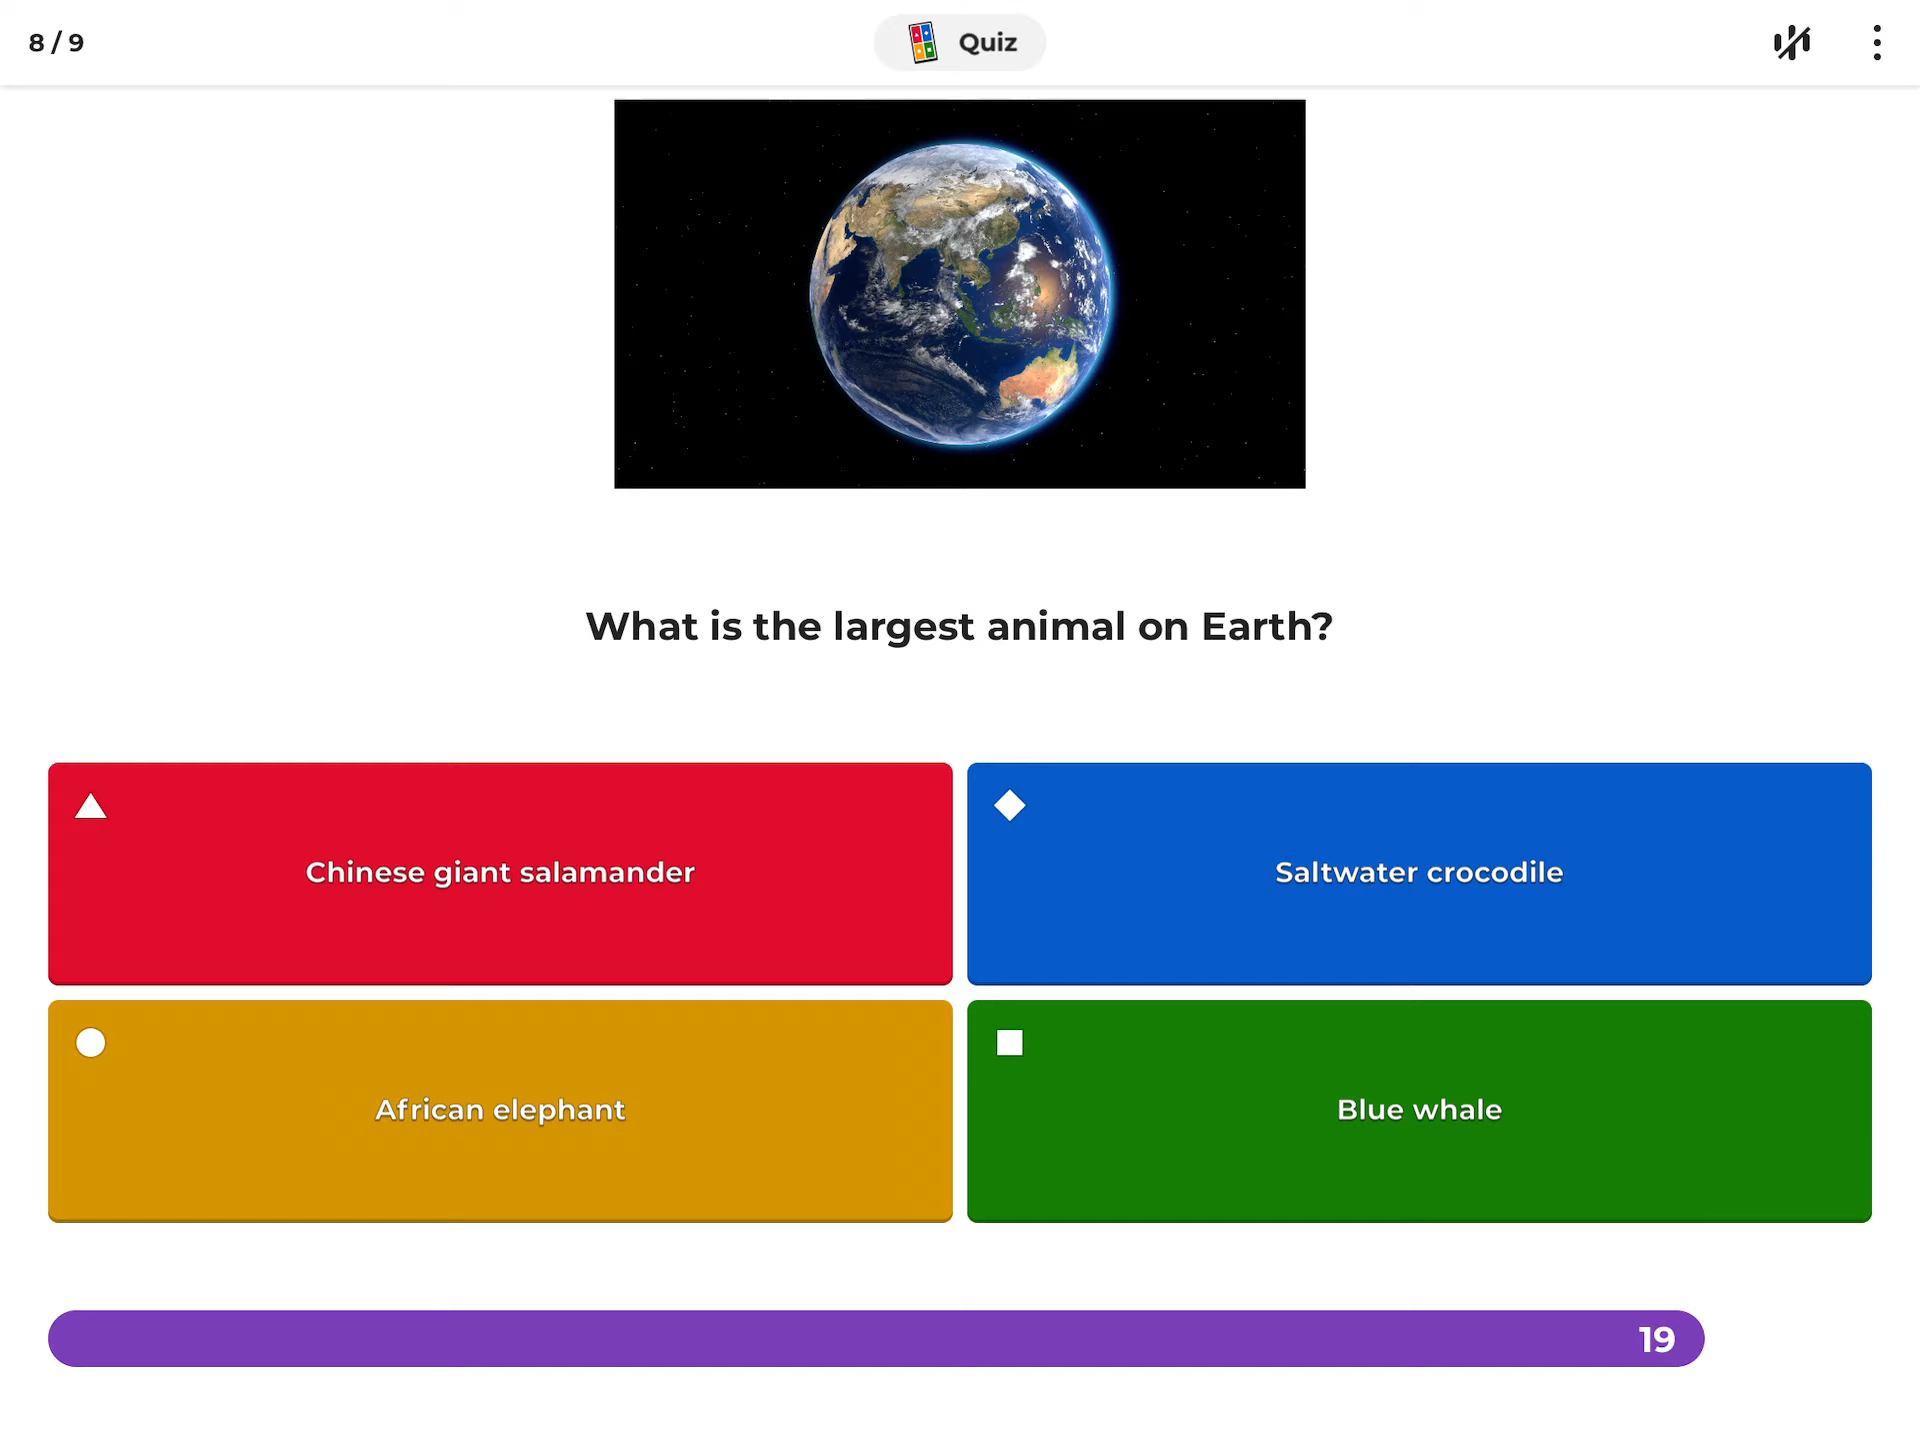 8 / 9
Quiz
What is the largest animal on Earth?
Chinese giant salamander
Saltwater crocodile
African elephant
Blue whale
19